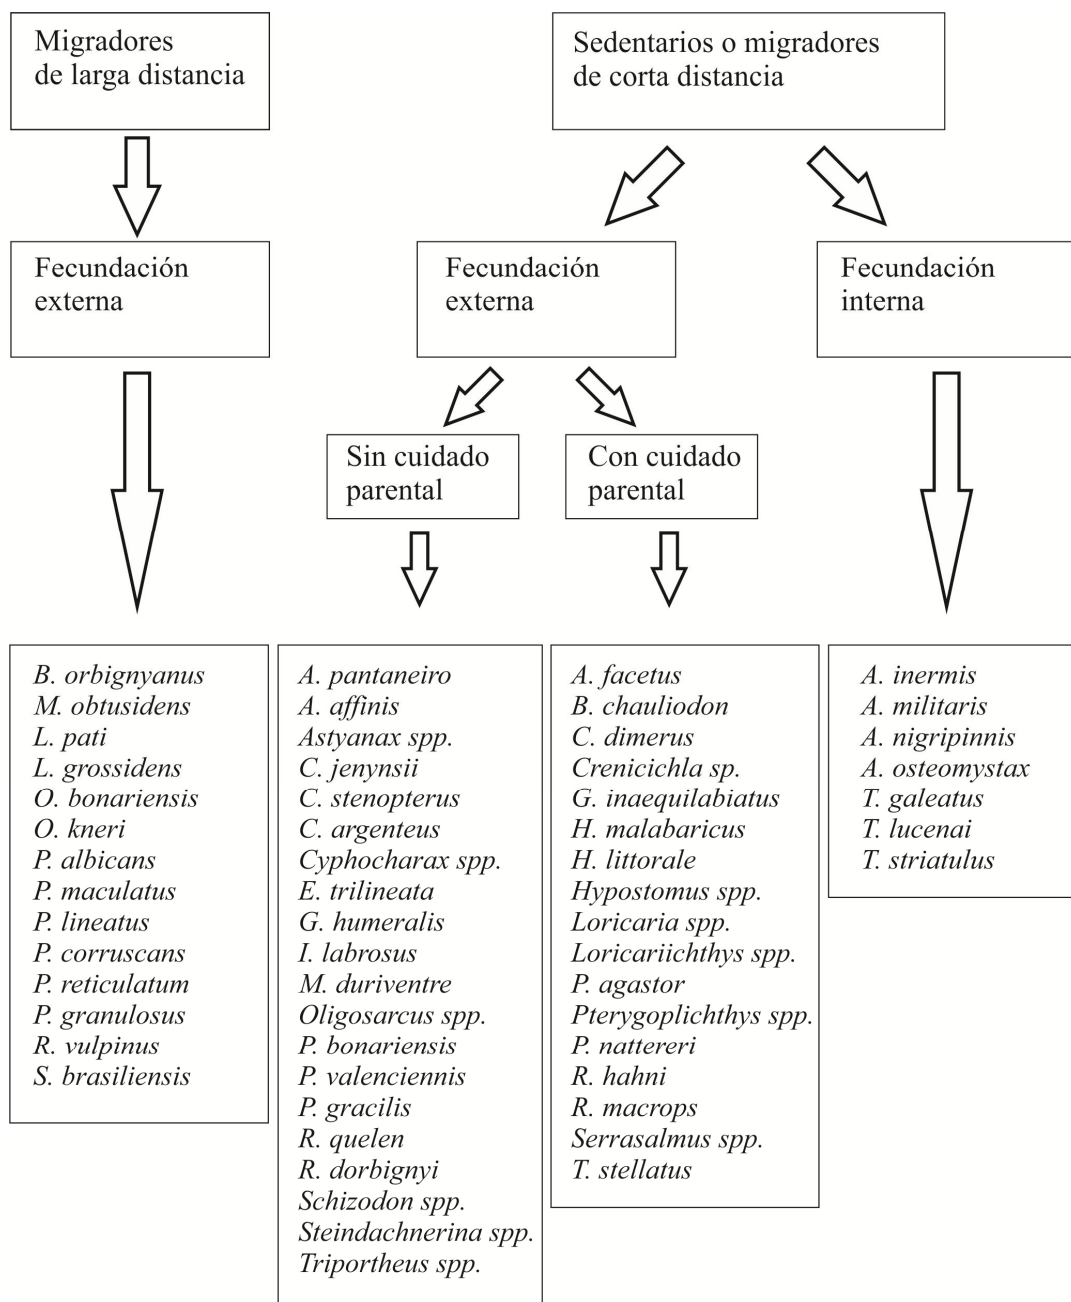 Migradores
de larga distancia
Sedentarios o migradores
de corta distancia
Fecundación
externa
Fecundación
externa
Fecundación
interna
Sin cuidado
parental
Con cuidado
parental
B. orbignyanus
M. obtusidens
L. pati
L. grossidens
O. bonariensis
O. kneri
P. albicans
P. maculatus
P. lineatus
P. corruscans
P. reticulatum
P. granulosus
R. vulpinus
S. brasiliensis
A. pantaneiro
A. affinis
Astyanax spp.
C. jenynsii
C. stenopterus
C. argenteus
Cyphocharax spp.
E. trilineata
G. humeralis
I. labrosus
M. duriventre
Oligosarcus spp.
P. bonariensis
P. valenciennis
P. gracilis
R. quelen
R. dorbignyi
Schizodon spp.
Steindachnerina spp.
Triportheus spp.
A. facetus
B. chauliodon
C. dimerus
Crenicichla sp.
G. inaequilabiatus
H. malabaricus
H. littorale
Hypostomus spp.
Loricaria spp.
Loricariichthys spp.
P. agastor
Pterygoplichthys spp.
P. nattereri
R. hahni
R. macrops
Serrasalmus spp.
T. stellatus
A. inermis
A. militaris
A. nigripinnis
A. osteomystax
T. galeatus
T. lucenai
T. striatulus